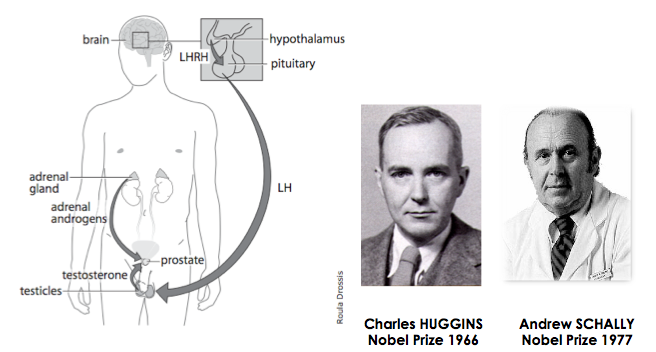 brain
hypothalamus
LHRH
pituitary
adrenal
gland
LH
adrenal
androgens
prostate
testosterone
testicles
Roula Drossis
Charles HUGGINS
Nobel Prize 1966
Andrew SCHALLY
Nobel Prize 1977